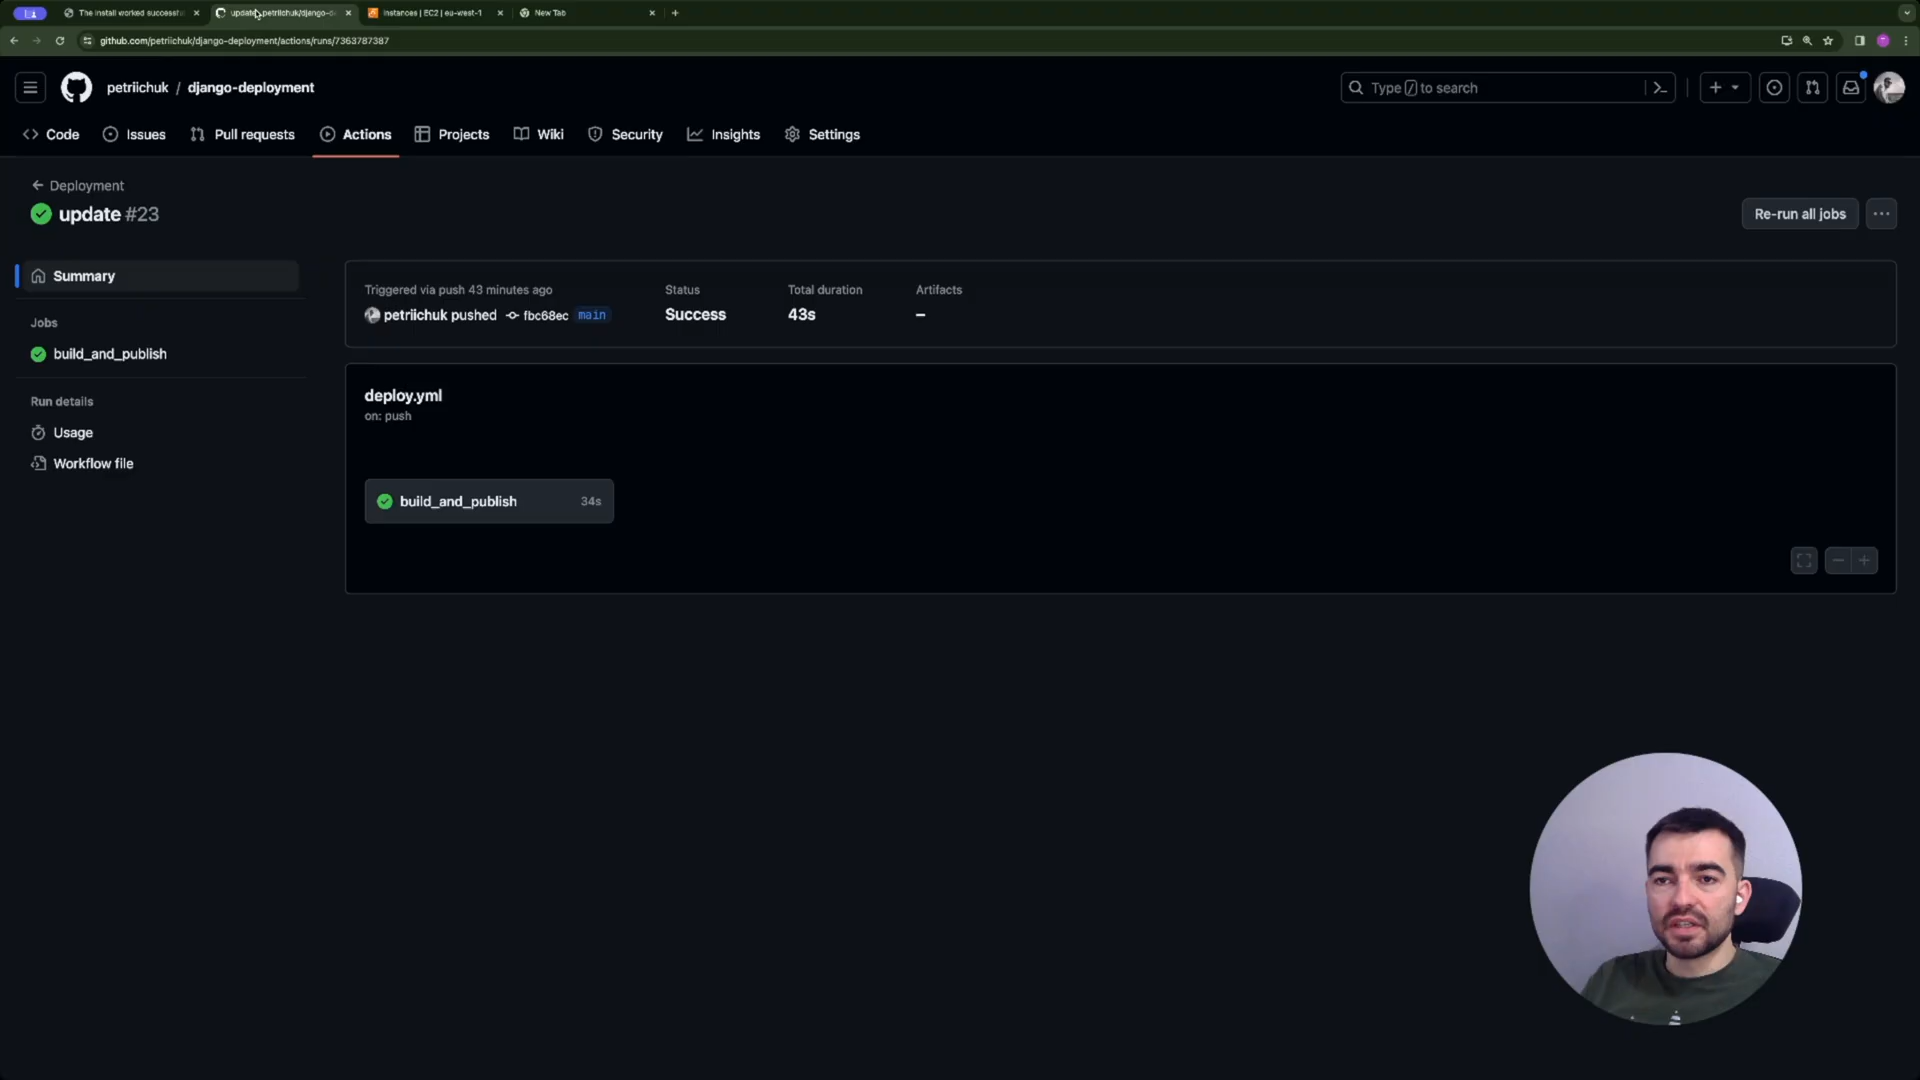 The install worked successfu
update · petriichuk/django-d
Instances | EC2 | eu-west-1
New Tab
github.com/petriichuk/django-deployment/actions/runs/7363787387
petriichuk / django-deployment
Type / to search
Code
Issues
Pull requests
Actions
Projects
Wiki
Security
Insights
Settings
Deployment
update #23
Re-run all jobs
Summary
Triggered via push 43 minutes ago
Status
Total duration
Artifacts
petriichuk pushed fbc68ec main
Success
43s
–
Jobs
build_and_publish
Run details
Usage
Workflow file
deploy.yml
on: push
build_and_publish 34s